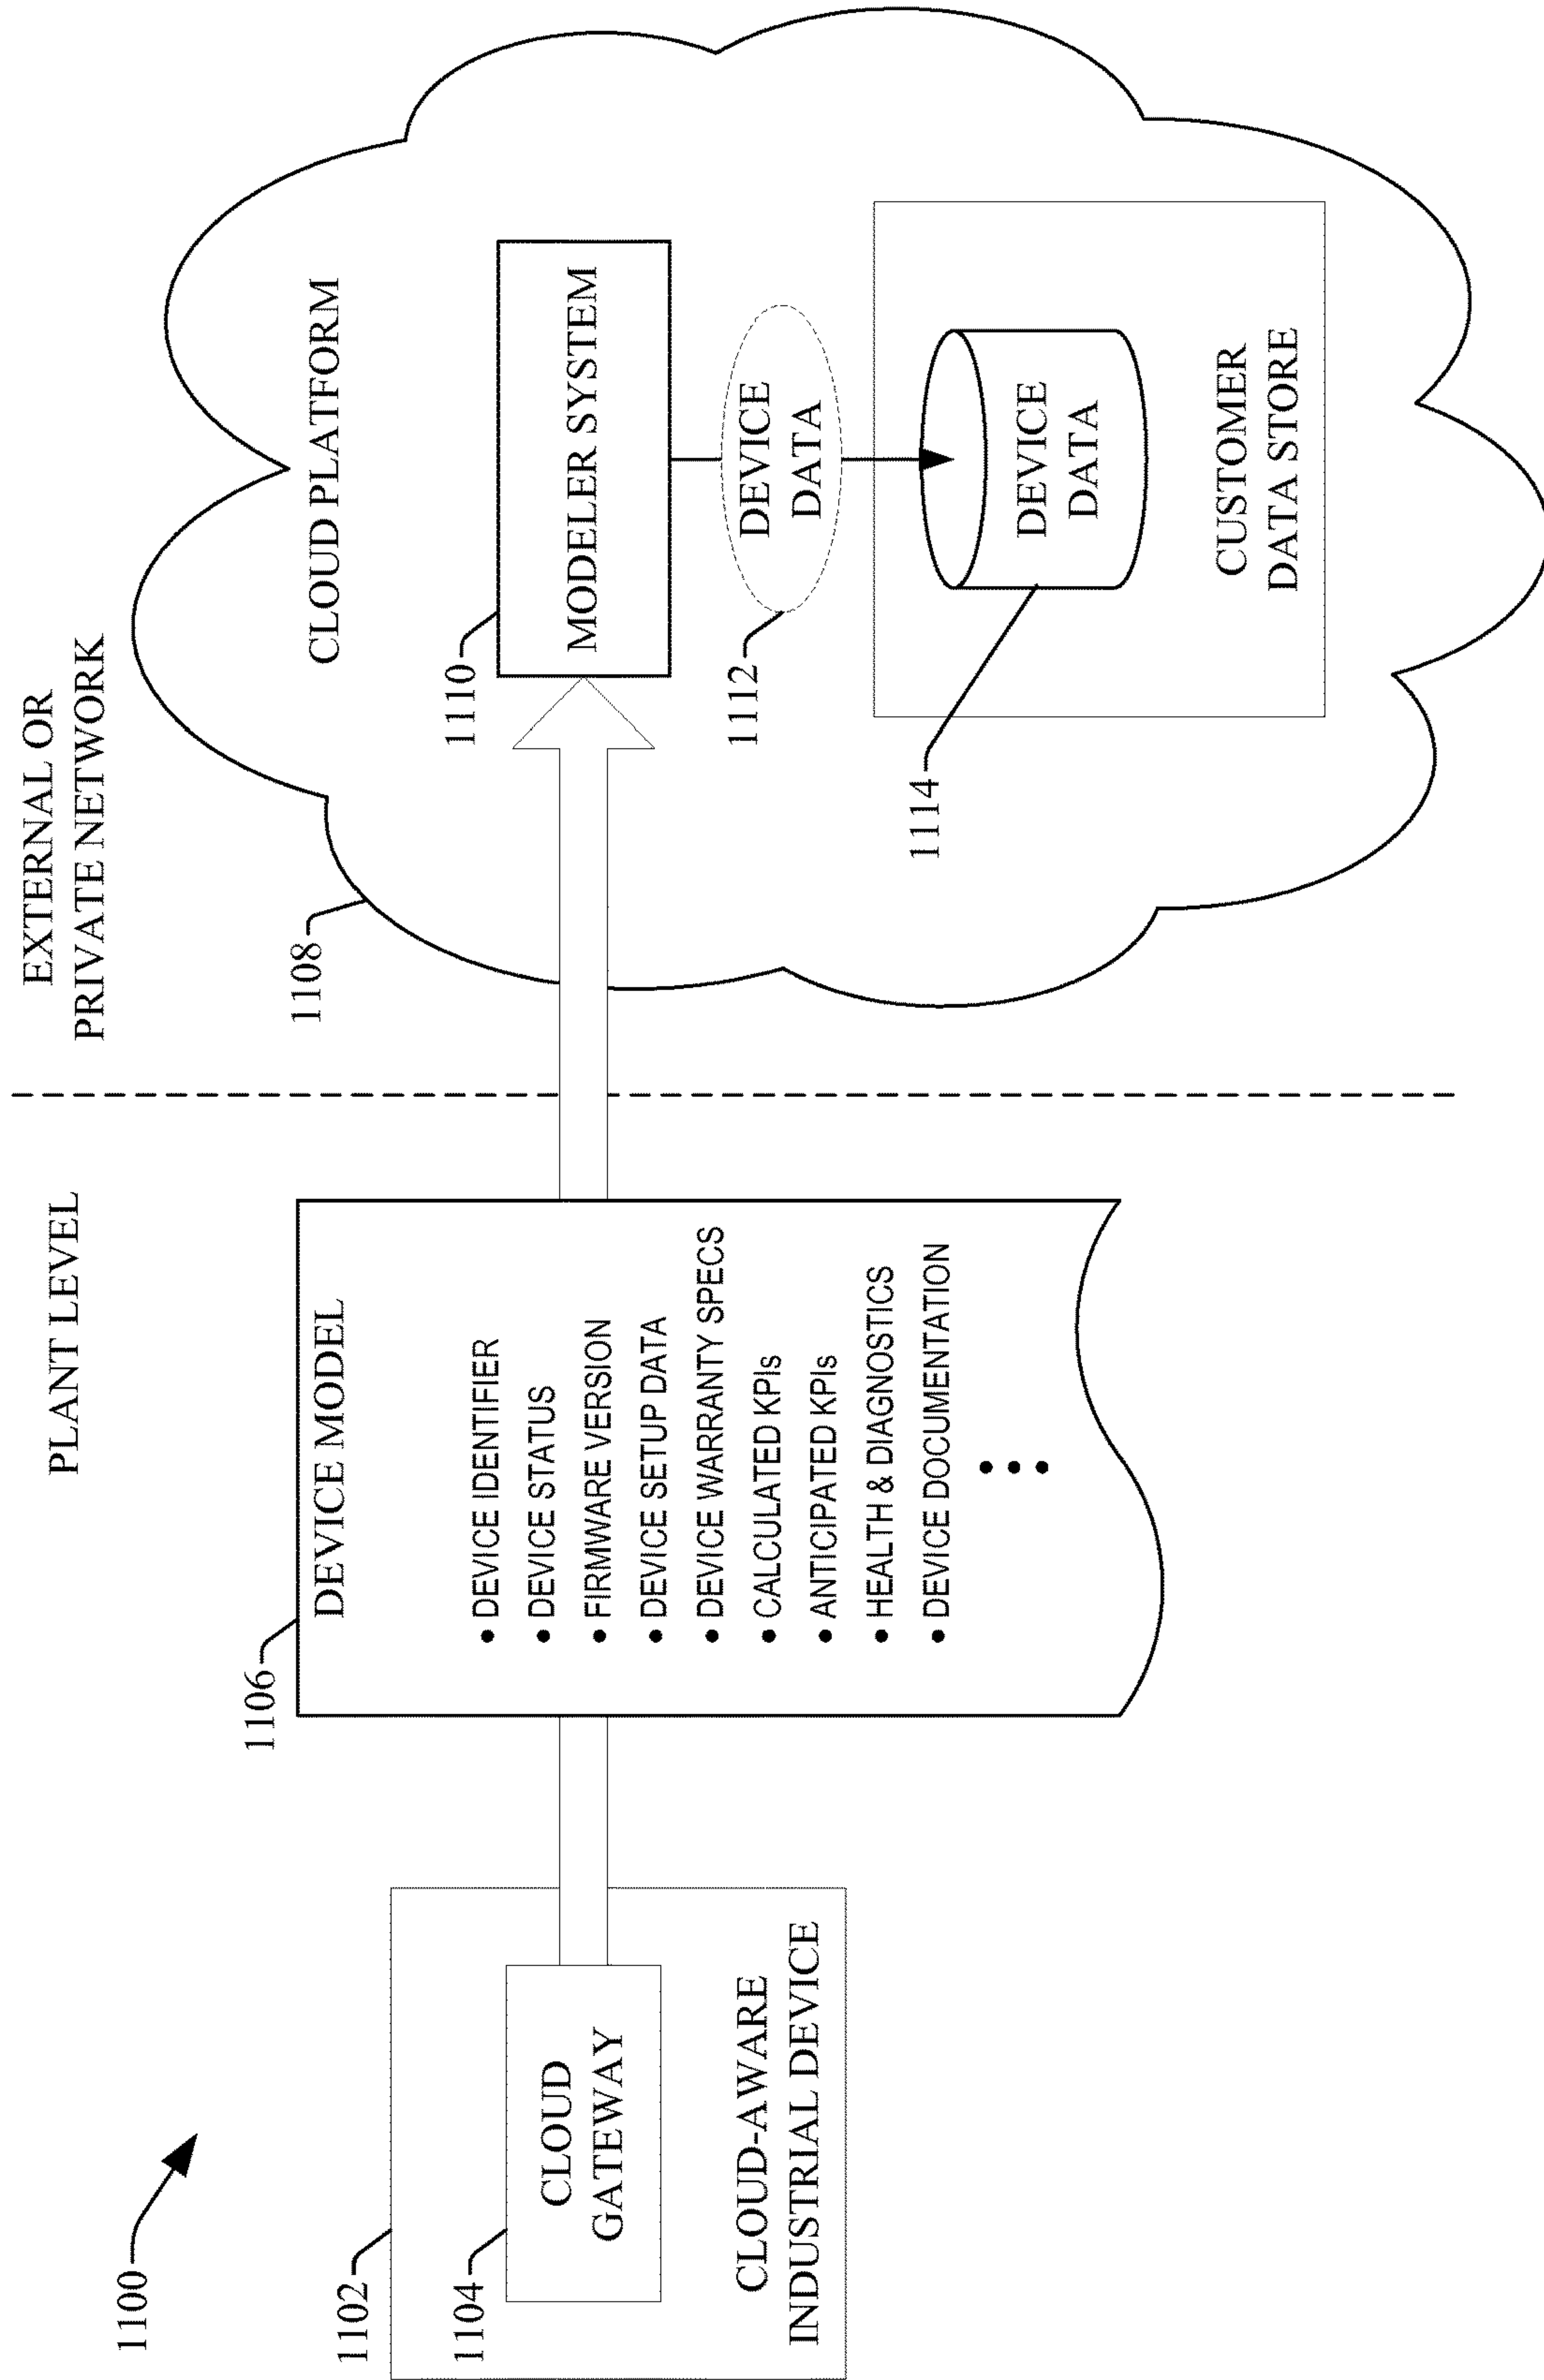 1100
PLANT LEVEL
EXTERNAL OR
PRIVATE NETWORK
1102
1104
CLOUD
GATEWAY
CLOUD-AWARE
INDUSTRIAL DEVICE
1106
DEVICE MODEL
• DEVICE IDENTIFIER
• DEVICE STATUS
• FIRMWARE VERSION
• DEVICE SETUP DATA
• DEVICE WARRANTY SPECS
• CALCULATED KPIs
• ANTICIPATED KPIs
• HEALTH & DIAGNOSTICS
• DEVICE DOCUMENTATION
1108
CLOUD PLATFORM
1110
MODELER SYSTEM
1112
DEVICE
DATA
1114
DEVICE
DATA
CUSTOMER
DATA STORE